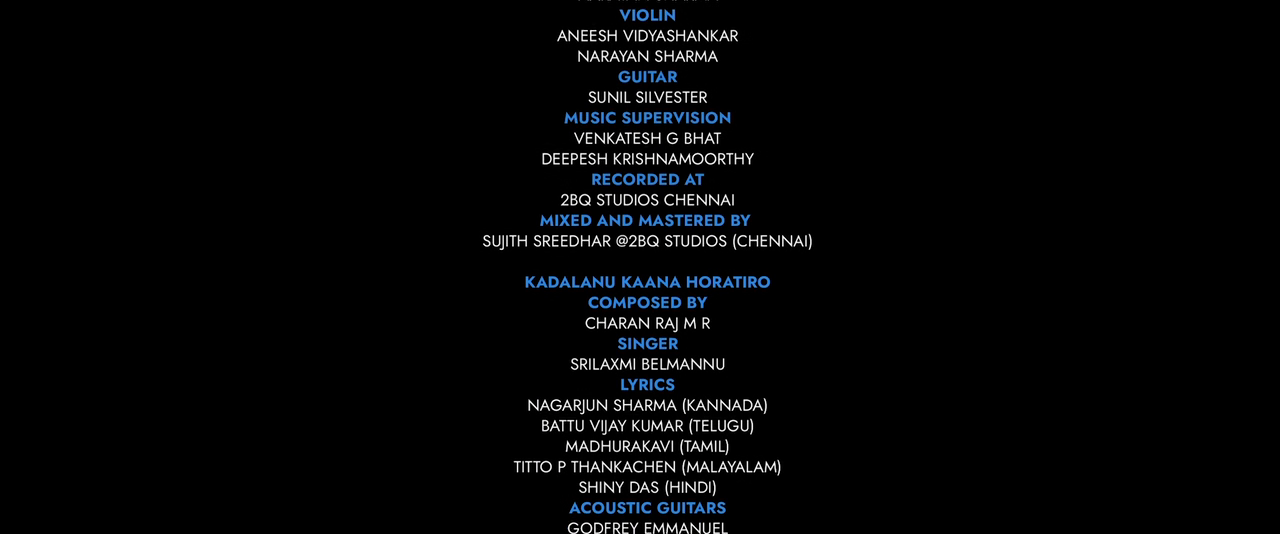 VIOLIN
ANEESH VIDYASHANKAR
NARAYAN SHARMA
GUITAR
SUNIL SILVESTER
MUSIC SUPERVISION
VENKATESH G BHAT
DEEPESH KRISHNAMOORTHY
RECORDED AT
2BQ STUDIOS CHENNAI
MIXED AND MASTERED BY
SUJITH SREEDHAR @2BQ STUDIOS (CHENNAI)
KADALANU KAANA HORATIRO
COMPOSED BY
CHARAN RAJ M R
SINGER
SRILAXMI BELMANNU
LYRICS
NAGARJUN SHARMA (KANNADA)
BATTU VIJAY KUMAR (TELUGU)
MADHURAKAVI (TAMIL)
TITTO P THANKACHEN (MALAYALAM)
SHINY DAS (HINDI)
ACOUSTIC GUITARS
GODFREY EMMANUEL